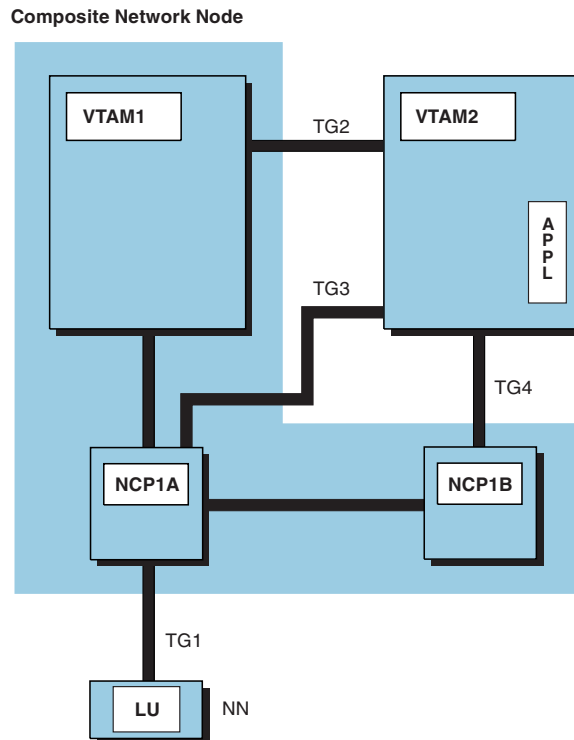 Composite Network Node
VTAM1
TG2
VTAM2
A
P
P
L
TG3
TG4
NCP1A
NCP1B
TG1
LU
NN